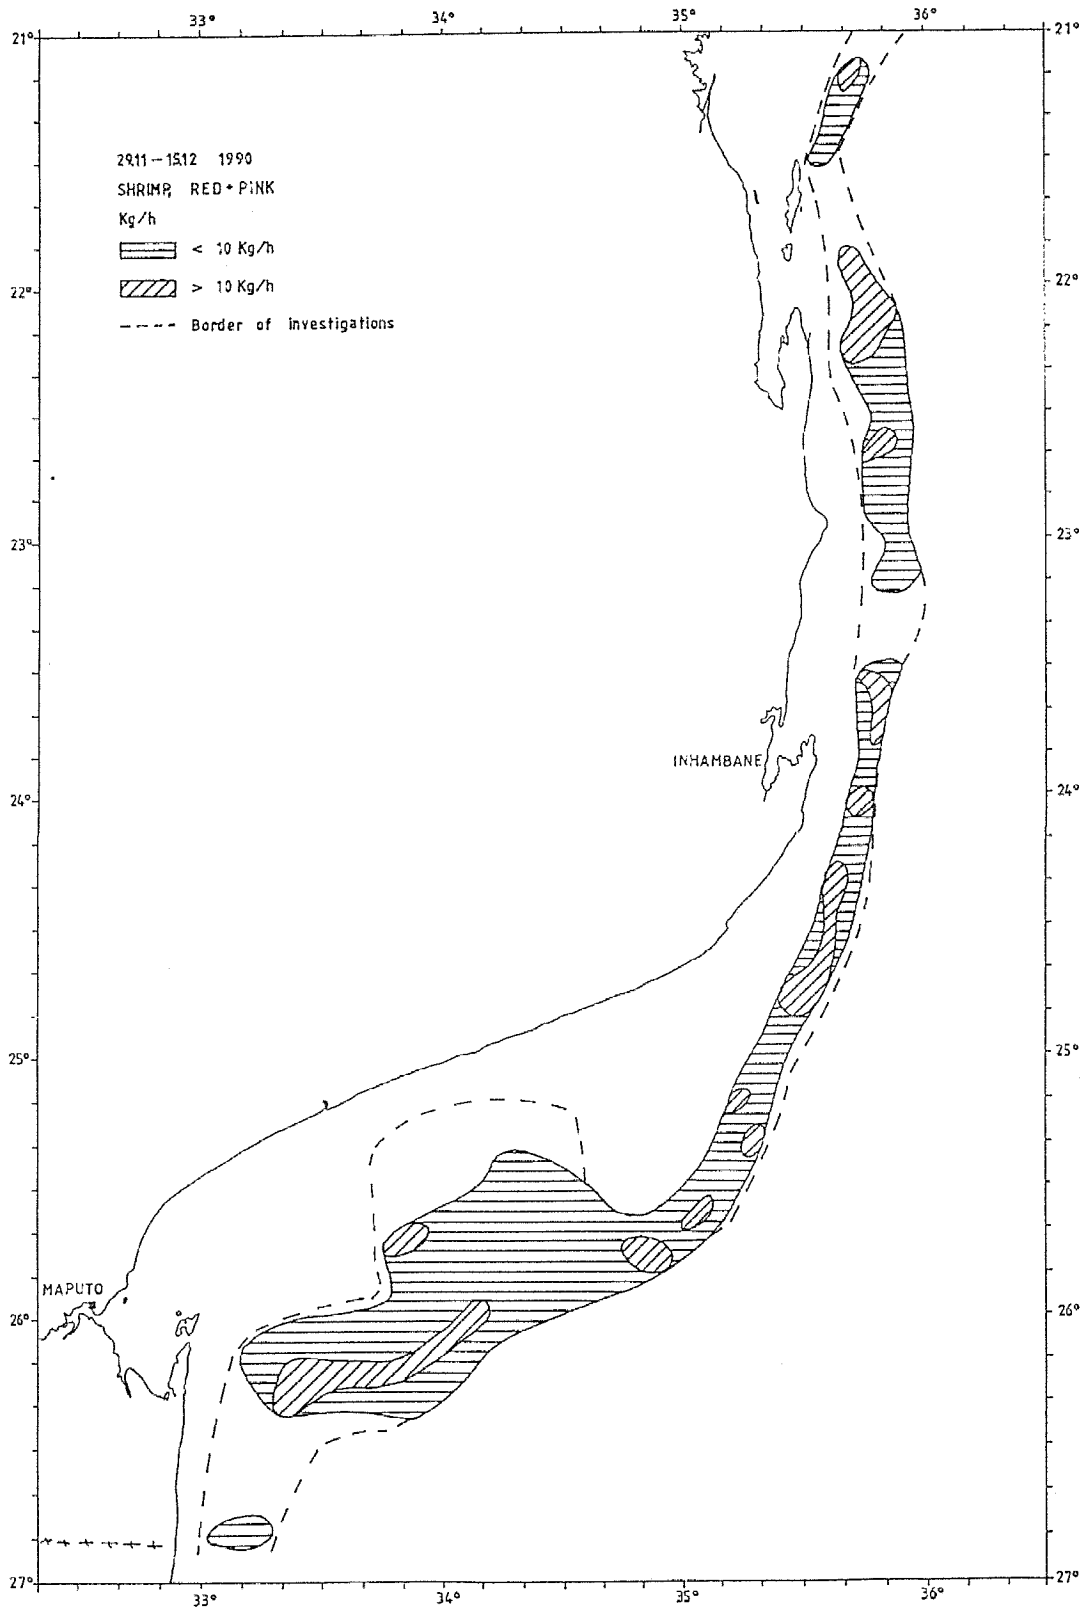 33° 34° 35° 36°
21° 21°
29.11 - 15.12 1990
SHRIMP, RED + PINK
Kg/h
< 10 Kg/h
> 10 Kg/h
Border of investigations
22° 22°
23° 23°
INHAMBANE
24° 24°
25° 25°
MAPUTO
26° 26°
27° 27°
33° 34° 35° 36°